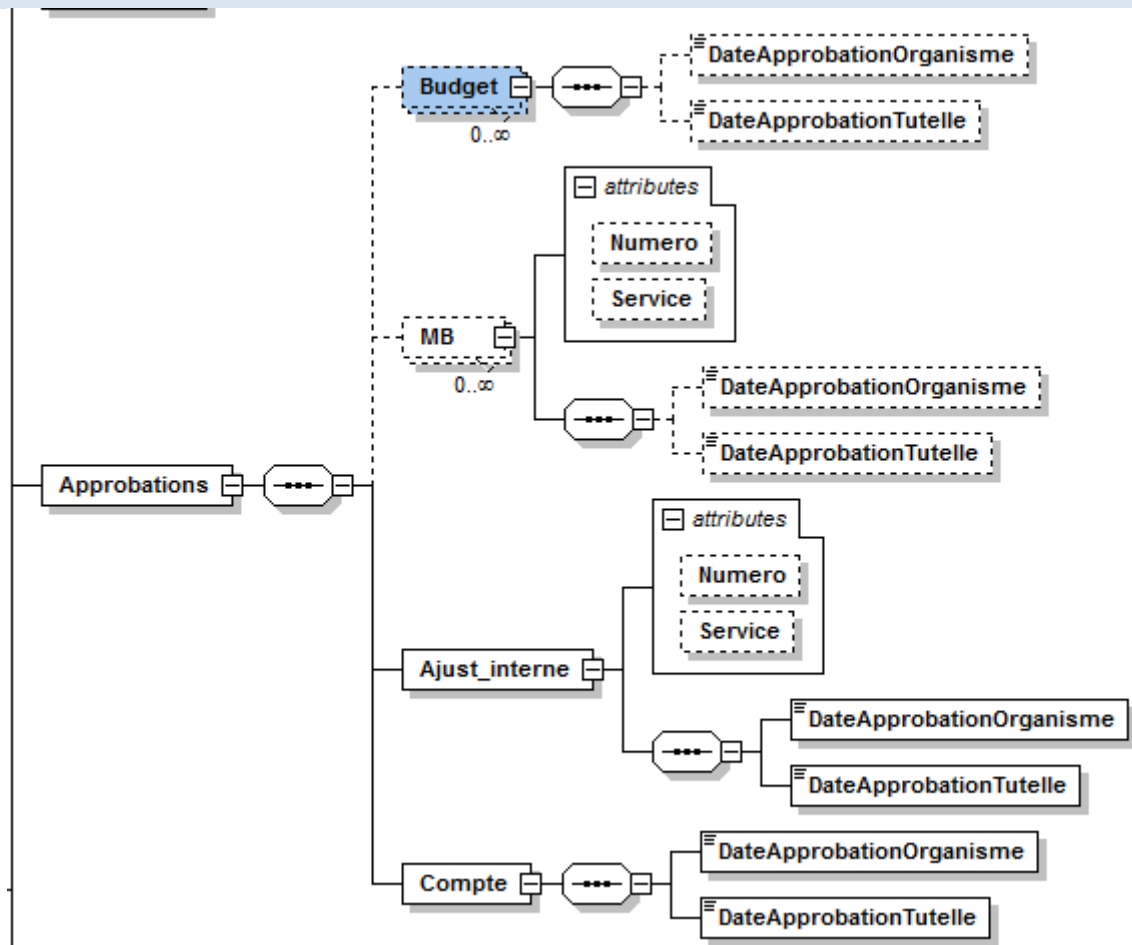 DateApprobationOrganisme
Budget
DateApprobationTutelle
0..∞
attributes
Numero
Service
MB
0..∞
DateApprobationOrganisme
DateApprobationTutelle
Approbations
attributes
Numero
Service
Ajust_interne
DateApprobationOrganisme
DateApprobationTutelle
DateApprobationOrganisme
Compte
DateApprobationTutelle